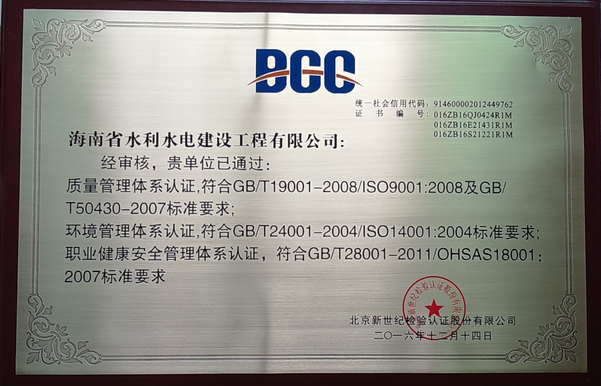 BCC
统一社会信用代码: 914600002012449762
证书编号: 016ZB16QJ0424R1M
016ZB16E21431R1M
016ZB16S21221R1M
海南省水利水电建设工程有限公司:
经审核，贵单位已通过:
质量管理体系认证,符合GB/T19001-2008/ISO9001:2008及GB/
T50430-2007标准要求;
环境管理体系认证,符合GB/T24001-2004/ISO14001:2004标准要求;
职业健康安全管理体系认证，符合GB/T28001-2011/OHSAS18001:
2007标准要求
北京新世纪检验认证股份有限公司
二〇一六年十二月十四日